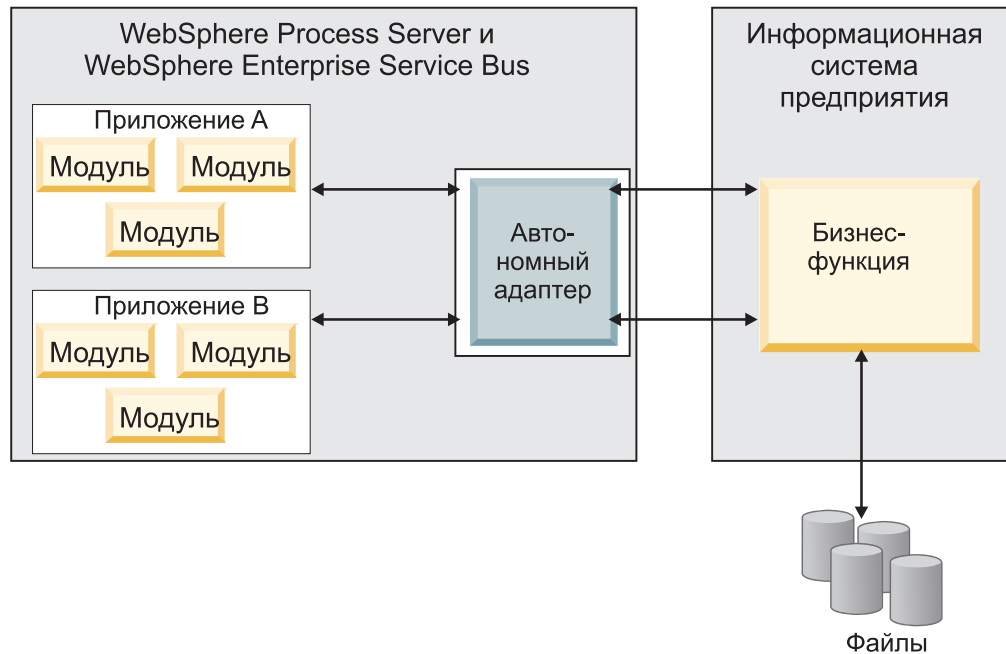 WebSphere Process Server и
WebSphere Enterprise Service Bus
Приложение A
Модуль
Модуль
Модуль
Приложение B
Модуль
Модуль
Модуль
Авто-
номный
адаптер
Информационная
система
предприятия
Бизнес-
функция
Файлы